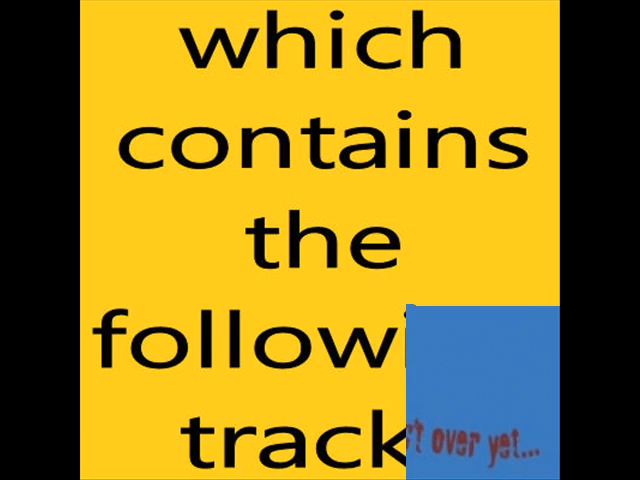 which
contains
the
followi
track
't over yet...